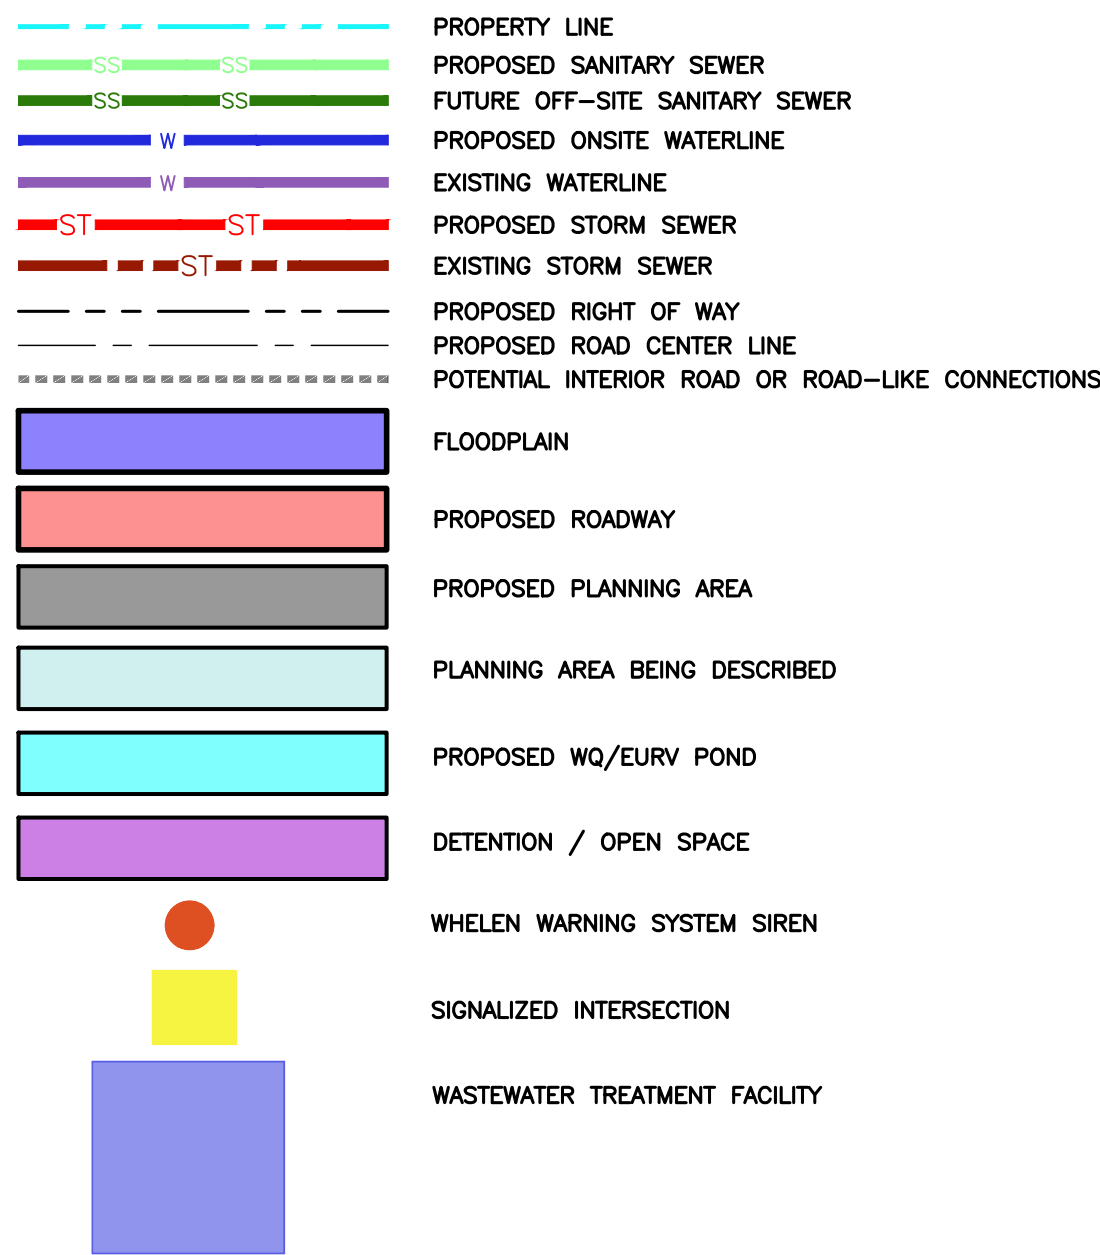 PROPERTY LINE
SS SS PROPOSED SANITARY SEWER
SS SS FUTURE OFF-SITE SANITARY SEWER
W PROPOSED ONSITE WATERLINE
W EXISTING WATERLINE
ST ST PROPOSED STORM SEWER
ST EXISTING STORM SEWER
PROPOSED RIGHT OF WAY
PROPOSED ROAD CENTER LINE
POTENTIAL INTERIOR ROAD OR ROAD-LIKE CONNECTIONS
FLOODPLAIN
PROPOSED ROADWAY
PROPOSED PLANNING AREA
PLANNING AREA BEING DESCRIBED
PROPOSED WQ/EURV POND
DETENTION / OPEN SPACE
WHELEN WARNING SYSTEM SIREN
SIGNALIZED INTERSECTION
WASTEWATER TREATMENT FACILITY